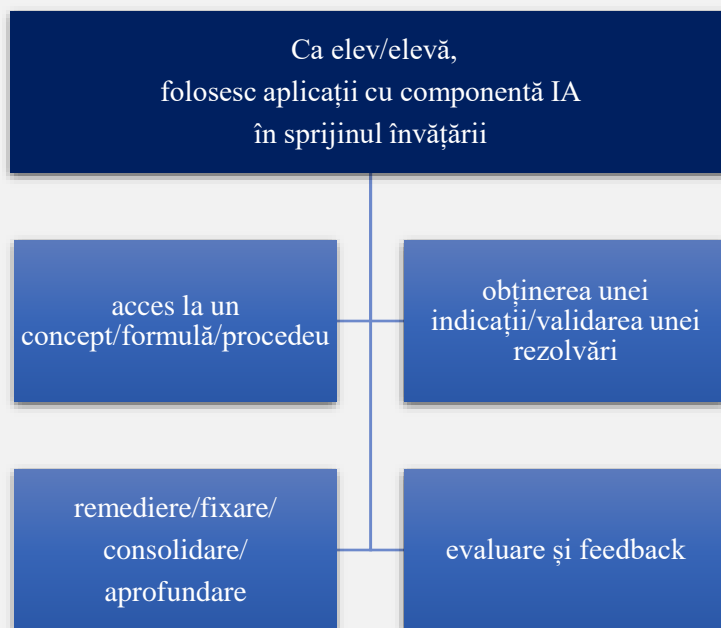 Ca elev/elevă,
folosesc aplicații cu componentă IA
în sprijinul învățării
acces la un
concept/formulă/procedeu
obținerea unei
indicații/validarea unei
rezolvări
remediere/fixare/
consolidare/
aprofundare
evaluare și feedback